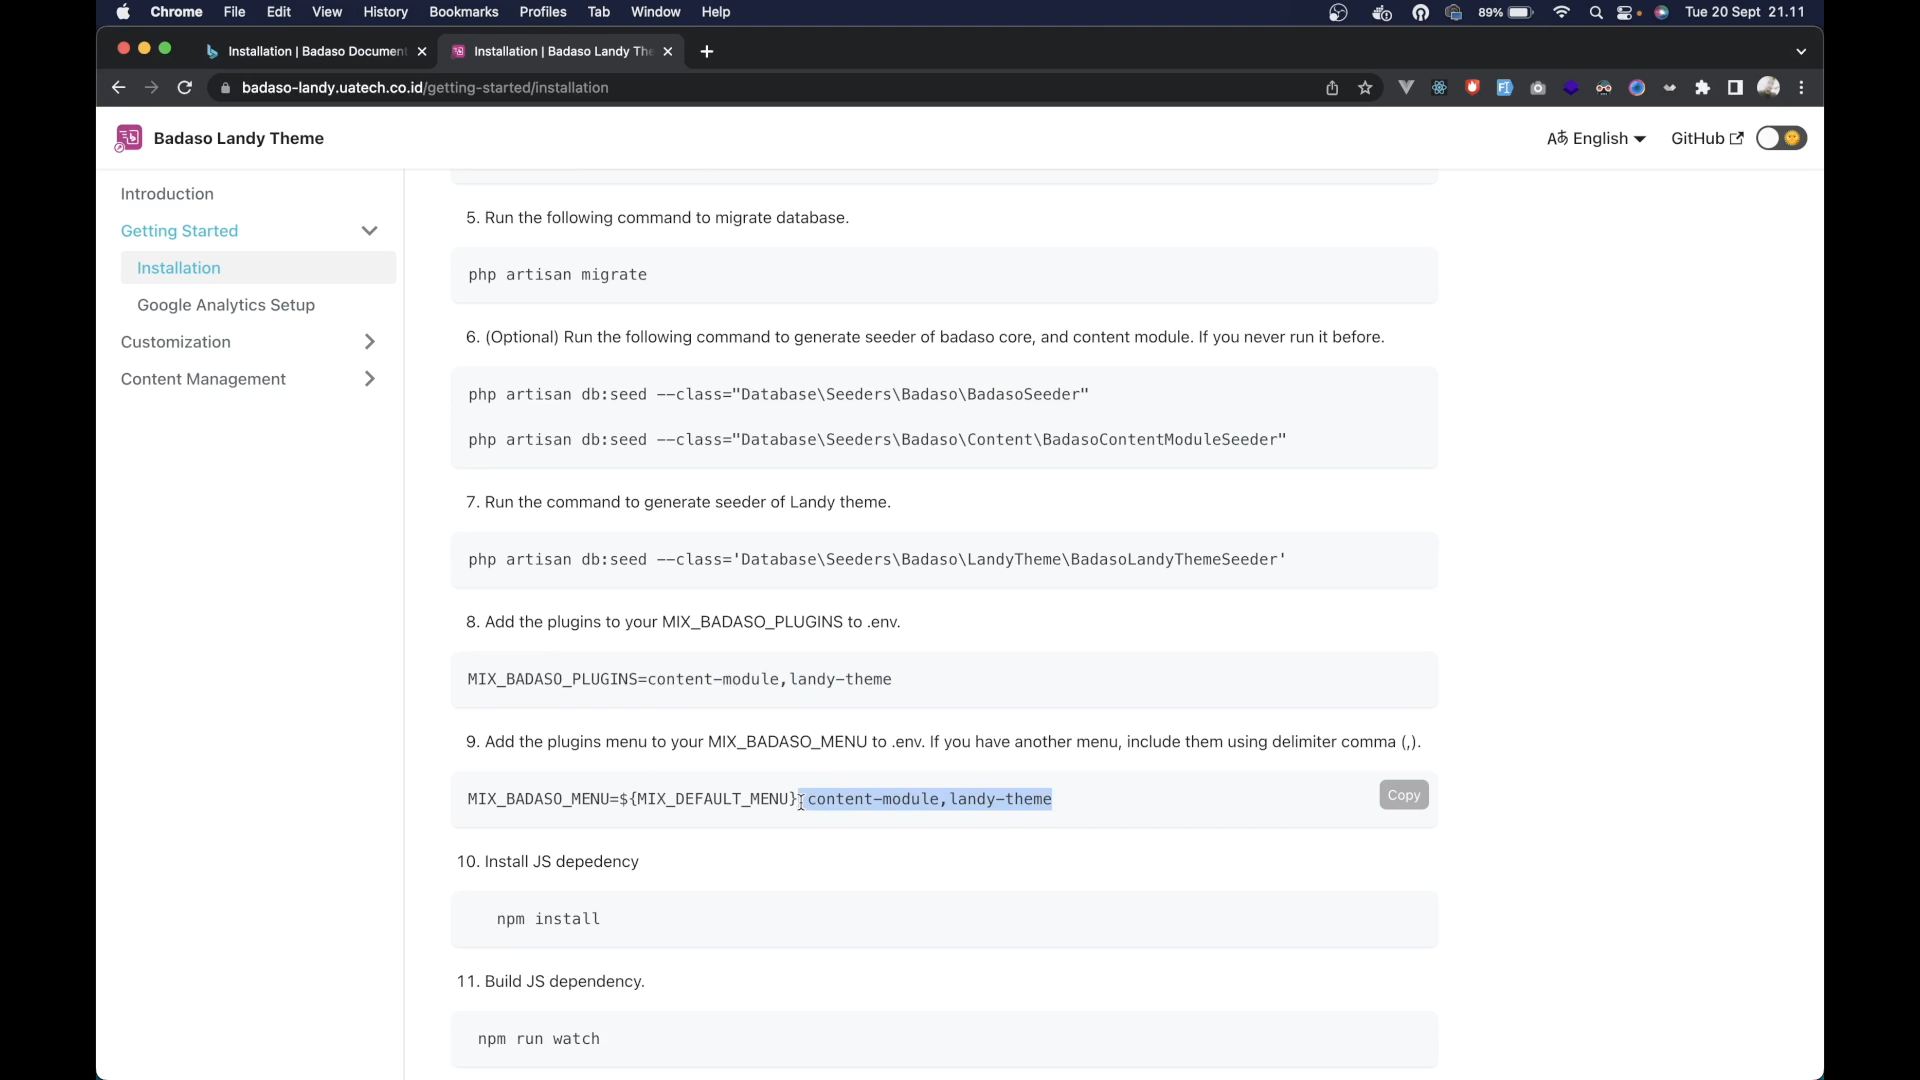 Chrome File Edit View History Bookmarks Profiles Tab Window Help 89% Tue 20 Sept 21.11
Installation | Badaso Document Installation | Badaso Landy The
badaso-landy.uatech.co.id/getting-started/installation
Badaso Landy Theme English GitHub
Introduction
Getting Started
Installation
Google Analytics Setup
Customization
Content Management
5. Run the following command to migrate database.
php artisan migrate
6. (Optional) Run the following command to generate seeder of badaso core, and content module. If you never run it before.
php artisan db:seed --class="Database\Seeders\Badaso\BadasoSeeder"
php artisan db:seed --class="Database\Seeders\Badaso\Content\BadasoContentModuleSeeder"
7. Run the command to generate seeder of Landy theme.
php artisan db:seed --class='Database\Seeders\Badaso\LandyTheme\BadasoLandyThemeSeeder'
8. Add the plugins to your MIX_BADASO_PLUGINS to .env.
MIX_BADASO_PLUGINS=content-module,landy-theme
9. Add the plugins menu to your MIX_BADASO_MENU to .env. If you have another menu, include them using delimiter comma (,).
MIX_BADASO_MENU=${MIX_DEFAULT_MENU},content-module,landy-theme
Copy
10. Install JS depedency
npm install
11. Build JS dependency.
npm run watch